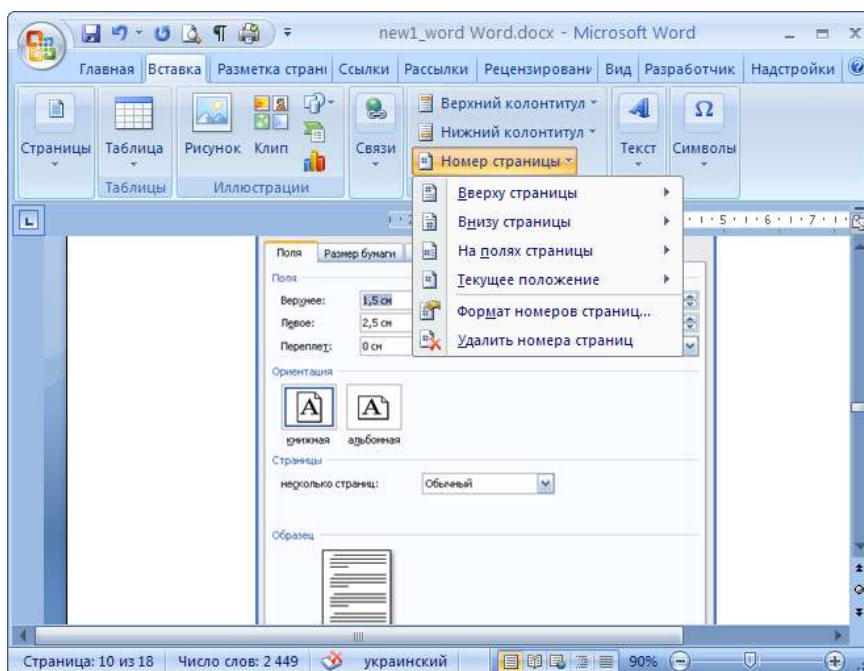 new1_word Word.docx - Microsoft Word
Главная Вставка Разметка страні Ссылки Рассылки Рецензировани Вид Разработчик Надстройки
Страницы Таблица Рисунок Клип Связи Верхний колонтитул Текст Символы
Нижний колонтитул
Номер страницы
Таблицы Иллюстрации
Вверху страницы
Внизу страницы
На полях страницы
Текущее положение
Формат номеров страниц...
Удалить номера страниц
5 6 7
Поля Размер бумаги
Поля
Верхнее: 1,5 см
Левое: 2,5 см
Переплет: 0 см
Ориентация
книжная альбомная
Страницы
несколько страниц: Обычный
Образец
Страница: 10 из 18 Число слов: 2 449 украинский 90%